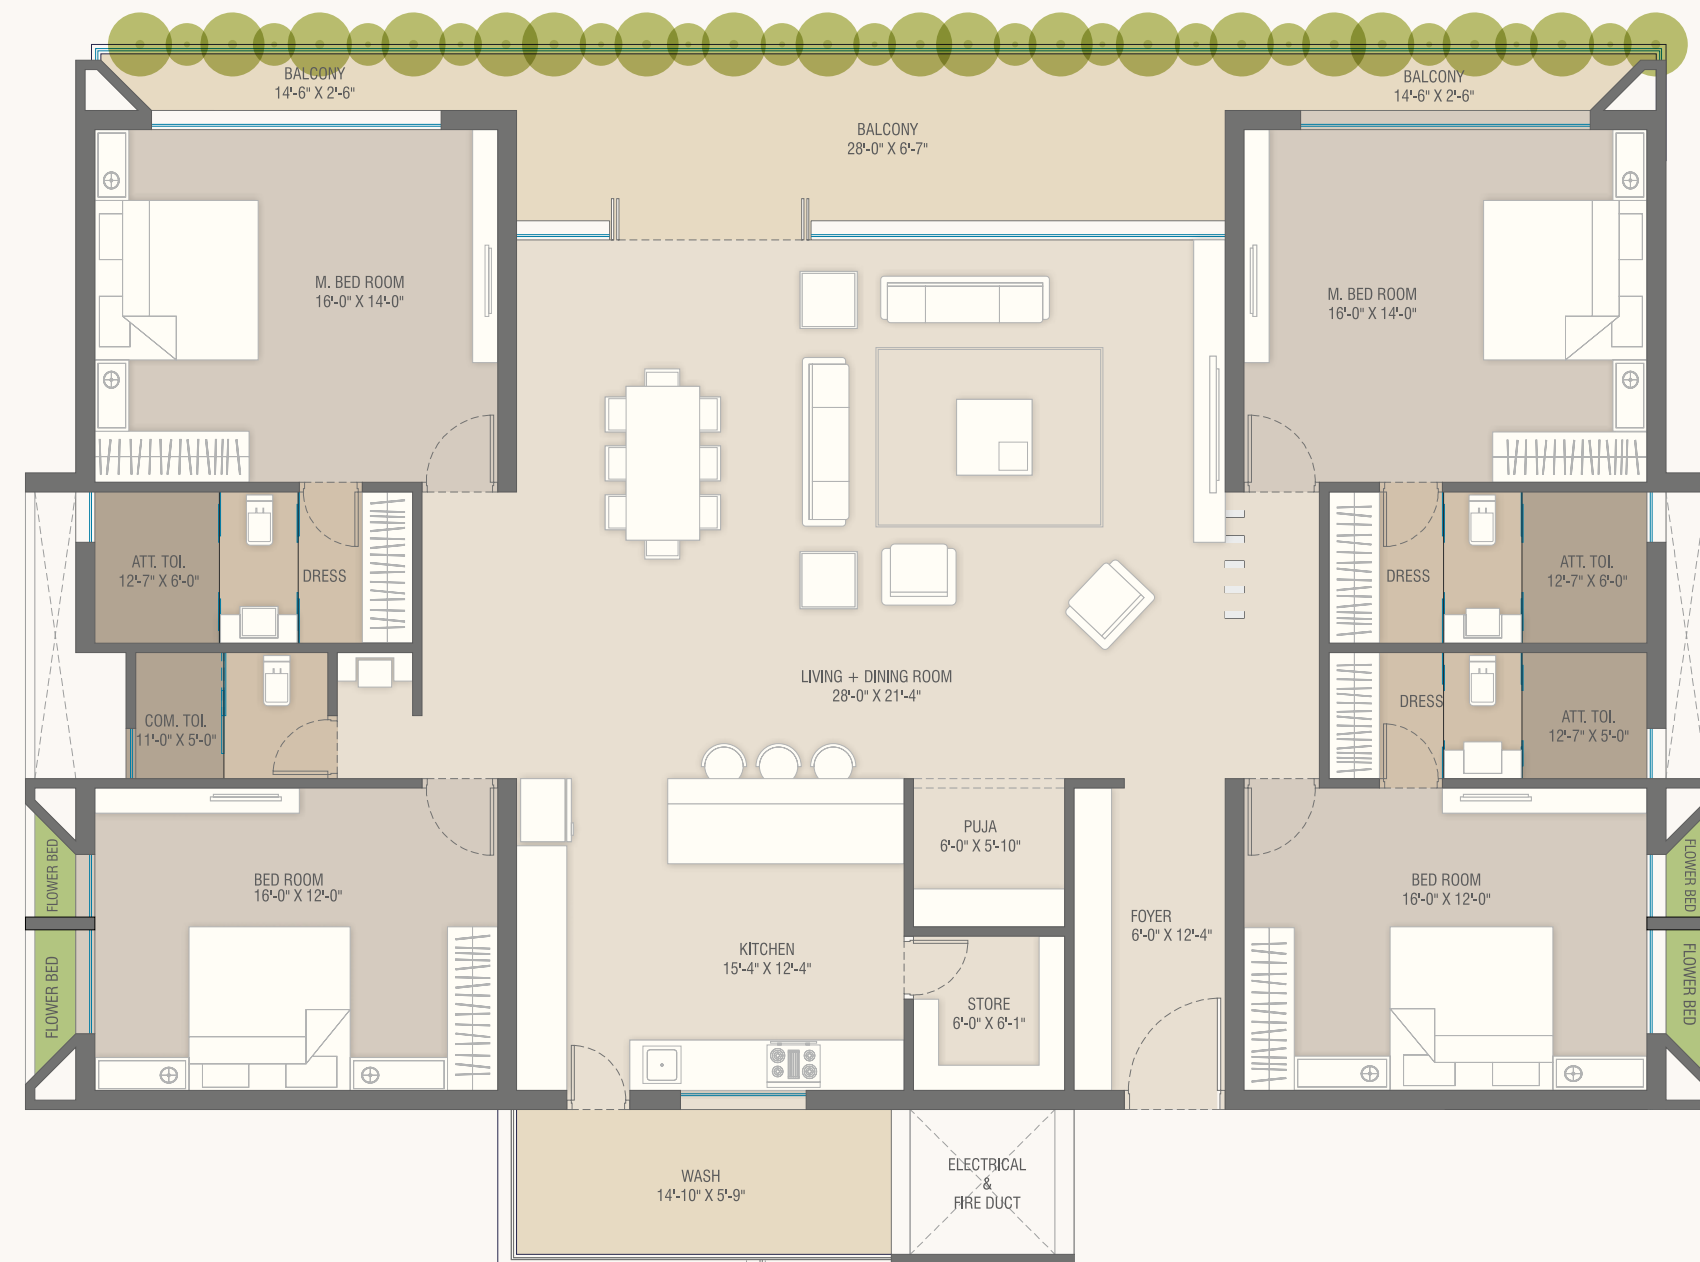 BALCONY
14'-6" X 2'-6"
BALCONY
14'-6" X 2'-6"
BALCONY
28'-0" X 6'-7"
M. BED ROOM
16'-0" X 14'-0"
M. BED ROOM
16'-0" X 14'-0"
ATT. TOI.
12'-7" X 6'-0"
DRESS
DRESS
ATT. TOI.
12'-7" X 6'-0"
LIVING + DINING ROOM
28'-0" X 21'-4"
COM. TOI.
11'-0" X 5'-0"
DRESS
ATT. TOI.
12'-7" X 5'-0"
PUJA
6'-0" X 5'-10"
FLOWER BED
BED ROOM
16'-0" X 12'-0"
BED ROOM
16'-0" X 12'-0"
FLOWER BED
FOYER
6'-0" X 12'-4"
KITCHEN
15'-4" X 12'-4"
FLOWER BED
STORE
6'-0" X 6'-1"
FLOWER BED
WASH
14'-10" X 5'-9"
ELECTRICAL
&
FIRE DUCT